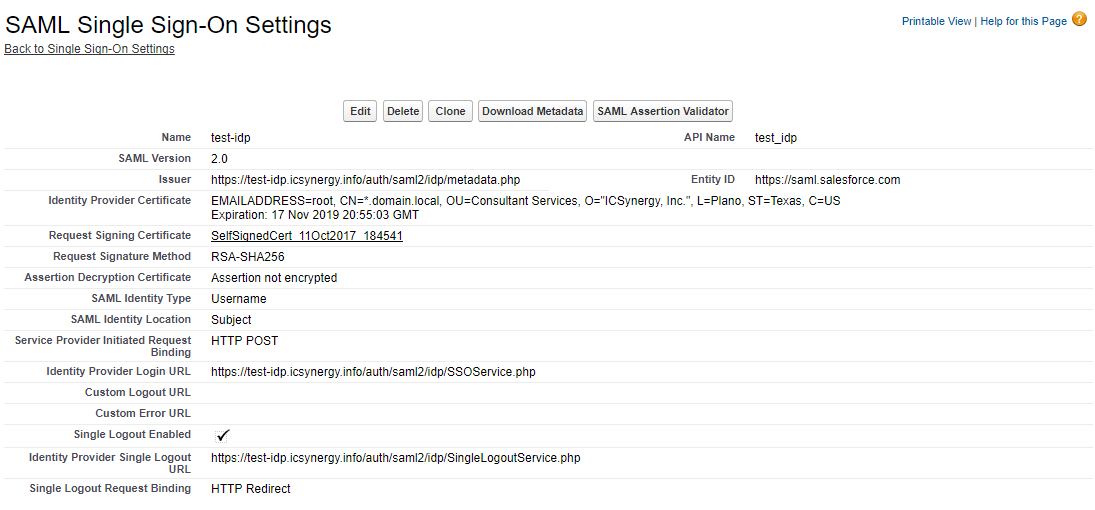 SAML Single Sign-On Settings
Printable View | Help for this Page ?
Back to Single Sign-On Settings
Edit Delete Clone Download Metadata SAML Assertion Validator
Name test-idp API Name test_idp
SAML Version 2.0
Issuer https://test-idp.icsynergy.info/auth/saml2/idp/metadata.php Entity ID https://saml.salesforce.com
Identity Provider Certificate EMAILADDRESS=root, CN=*.domain.local, OU=Consultant Services, O="ICSynergy, Inc.", L=Plano, ST=Texas, C=US
Expiration: 17 Nov 2019 20:55:03 GMT
Request Signing Certificate SelfSignedCert_11Oct2017_184541
Request Signature Method RSA-SHA256
Assertion Decryption Certificate Assertion not encrypted
SAML Identity Type Username
SAML Identity Location Subject
Service Provider Initiated Request HTTP POST
Binding
Identity Provider Login URL https://test-idp.icsynergy.info/auth/saml2/idp/SSOService.php
Custom Logout URL
Custom Error URL
Single Logout Enabled
Identity Provider Single Logout https://test-idp.icsynergy.info/auth/saml2/idp/SingleLogoutService.php
URL
Single Logout Request Binding HTTP Redirect